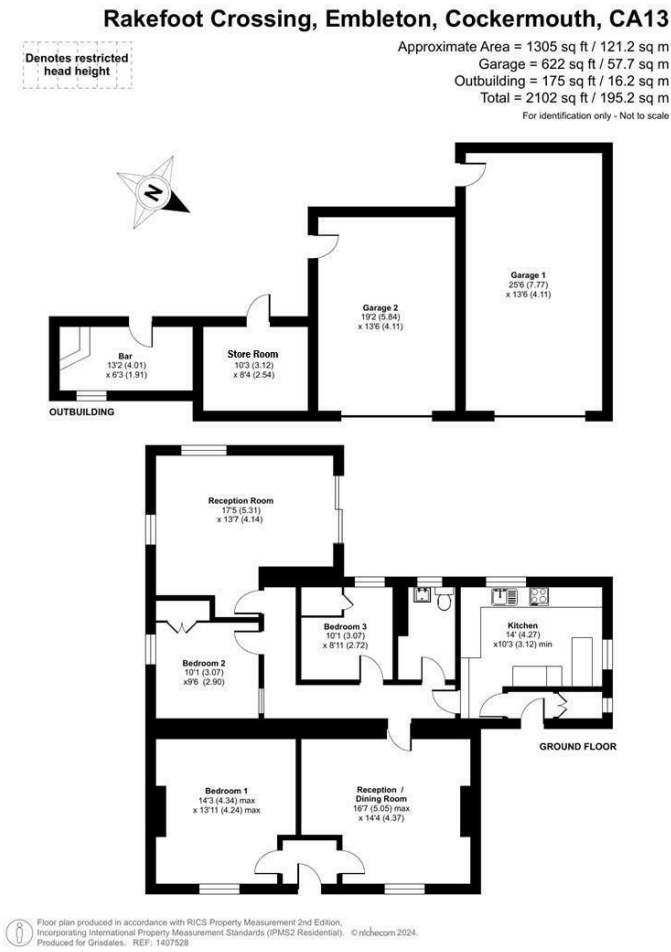 Rakefoot Crossing, Embleton, Cockermouth, CA13
Approximate Area = 1305 sq ft / 121.2 sq m
Garage = 622 sq ft / 57.7 sq m
Outbuilding = 175 sq ft / 16.2 sq m
Total = 2102 sq ft / 195.2 sq m
For identification only - Not to scale
Denotes restricted
head height
N
Garage 1
25'6 (7.77)
x 13'6 (4.11)
Garage 2
19'2 (5.84)
x 13'6 (4.11)
Bar
13'2 (4.01)
x 6'3 (1.91)
Store Room
10'3 (3.12)
x 8'4 (2.54)
OUTBUILDING
Reception Room
17'5 (5.31)
x 13'7 (4.14)
Bedroom 3
10'1 (3.07)
x 8'11 (2.72)
Kitchen
14' (4.27)
x10'3 (3.12) min
Bedroom 2
10'1 (3.07)
x9'6 (2.90)
GROUND FLOOR
Bedroom 1
14'3 (4.34) max
x 13'11 (4.24) max
Reception /
Dining Room
16'7 (5.05) max
x 14'4 (4.37)
Floor plan produced in accordance with RICS Property Measurement 2nd Edition,
Incorporating International Property Measurement Standards (IPMS2 Residential). © nichecom 2024.
Produced for Grisdales. REF: 1407528